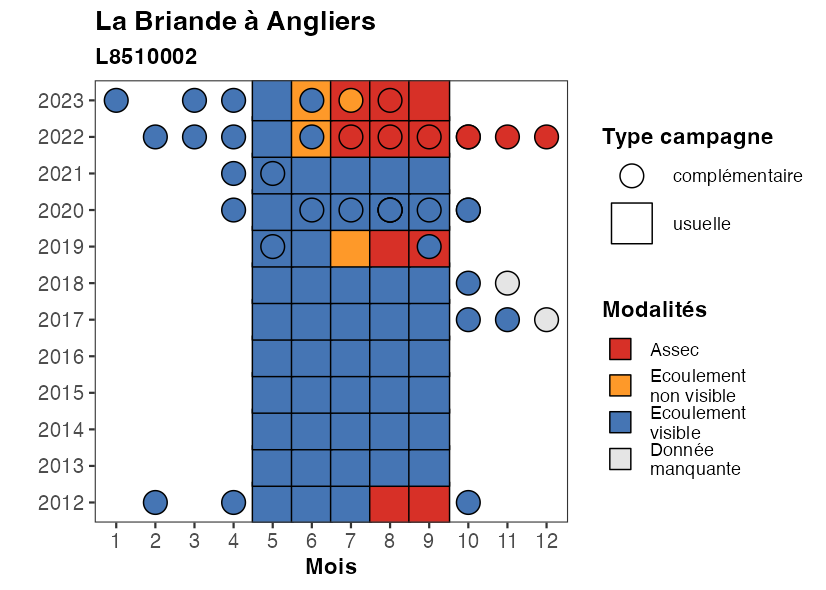 La Briande à Angliers
L8510002
2023
2022
2021
2020
2019
2018
2017
2016
2015
2014
2013
2012
1 2 3 4 5 6 7 8 9 10 11 12
Mois
Type campagne
complémentaire
usuelle
Modalités
Assec
Ecoulement
non visible
Ecoulement
visible
Donnée
manquante